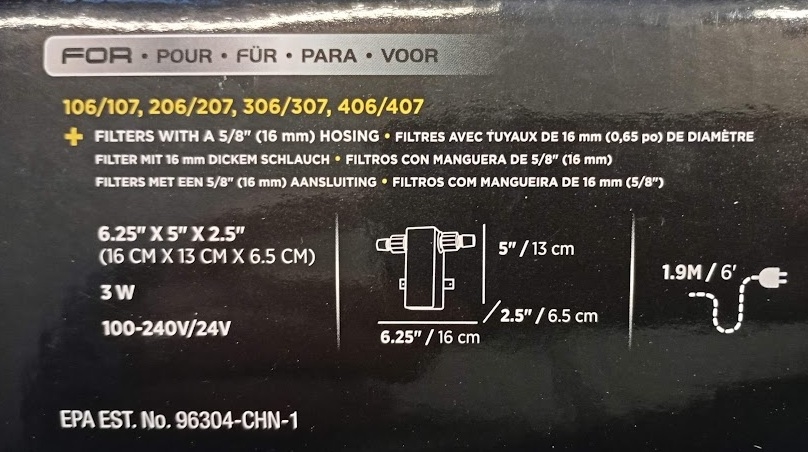 FOR • POUR • FÜR • PARA • VOOR
106/107, 206/207, 306/307, 406/407
+ FILTERS WITH A 5/8" (16 mm) HOSING • FILTRES AVEC TUYAUX DE 16 mm (0,65 po) DE DIAMÈTRE
FILTER MIT 16 mm DICKEM SCHLAUCH • FILTROS CON MANGUERA DE 5/8" (16 mm)
FILTERS MET EEN 5/8" (16 mm) AANSLUITING • FILTROS COM MANGUEIRA DE 16 mm (5/8")
6.25" X 5" X 2.5"
(16 CM X 13 CM X 6.5 CM)
3 W
100-240V/24V
5" / 13 cm
2.5" / 6.5 cm
6.25" / 16 cm
1.9M / 6'
EPA EST. No. 96304-CHN-1